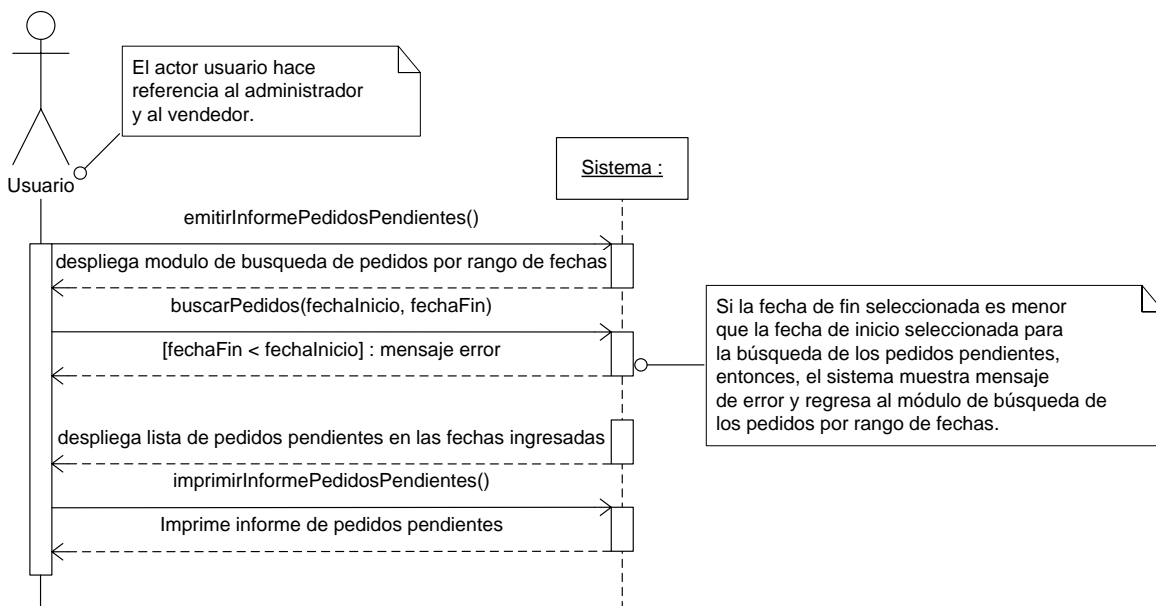 El actor usuario hace
referencia al administrador
y al vendedor.
Usuario
Sistema :
emitirInformePedidosPendientes()
despliega modulo de busqueda de pedidos por rango de fechas
buscarPedidos(fechaInicio, fechaFin)
[fechaFin < fechaInicio] : mensaje error
Si la fecha de fin seleccionada es menor
que la fecha de inicio seleccionada para
la búsqueda de los pedidos pendientes,
entonces, el sistema muestra mensaje
de error y regresa al módulo de búsqueda de
los pedidos por rango de fechas.
despliega lista de pedidos pendientes en las fechas ingresadas
imprimirInformePedidosPendientes()
Imprime informe de pedidos pendientes